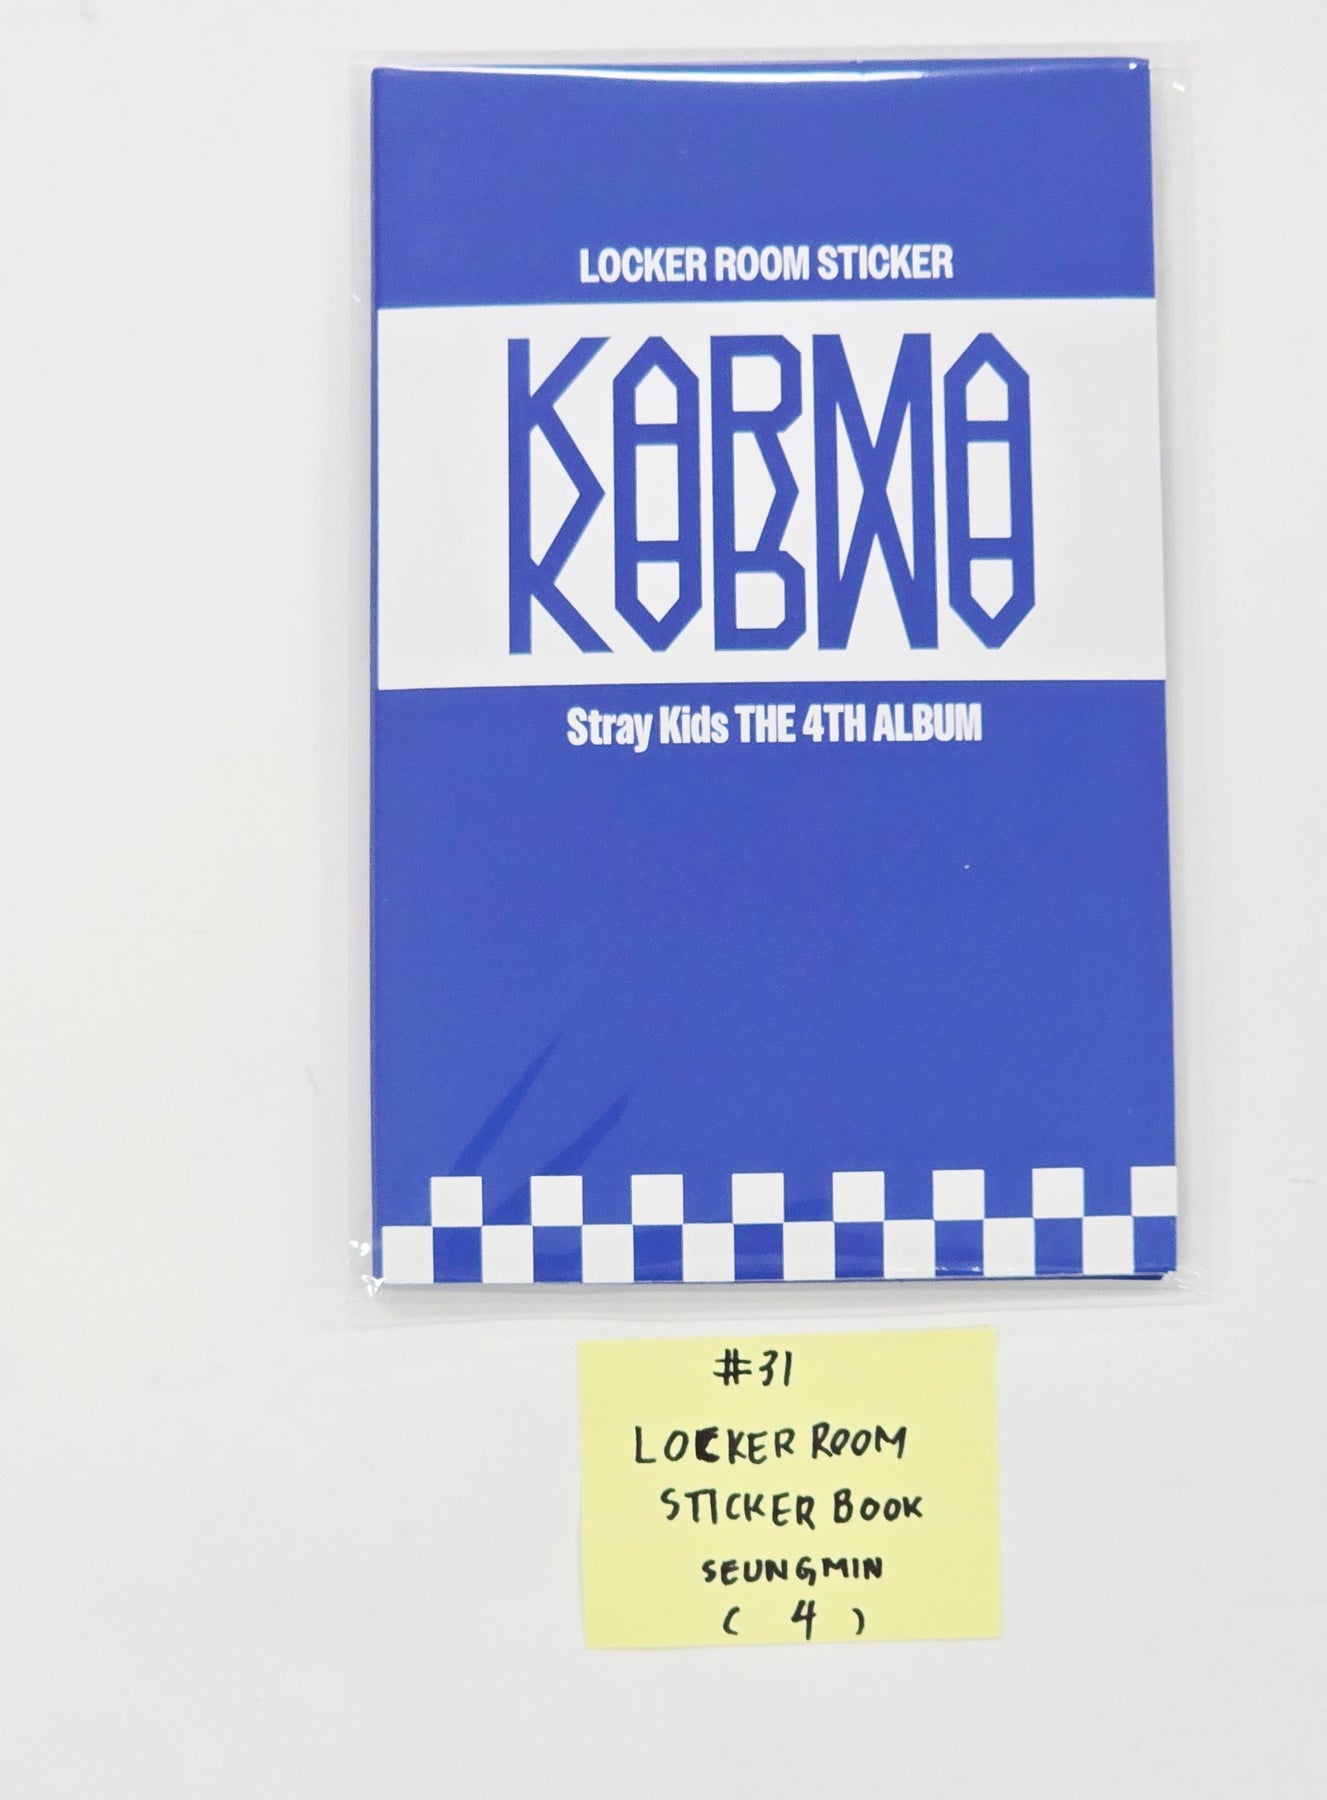 LOCKER ROOM STICKER
KARMA
Stray Kids THE 4TH ALBUM
#31
LOCKER ROOM
STICKER BOOK
SEUNGMIN
( 4 )